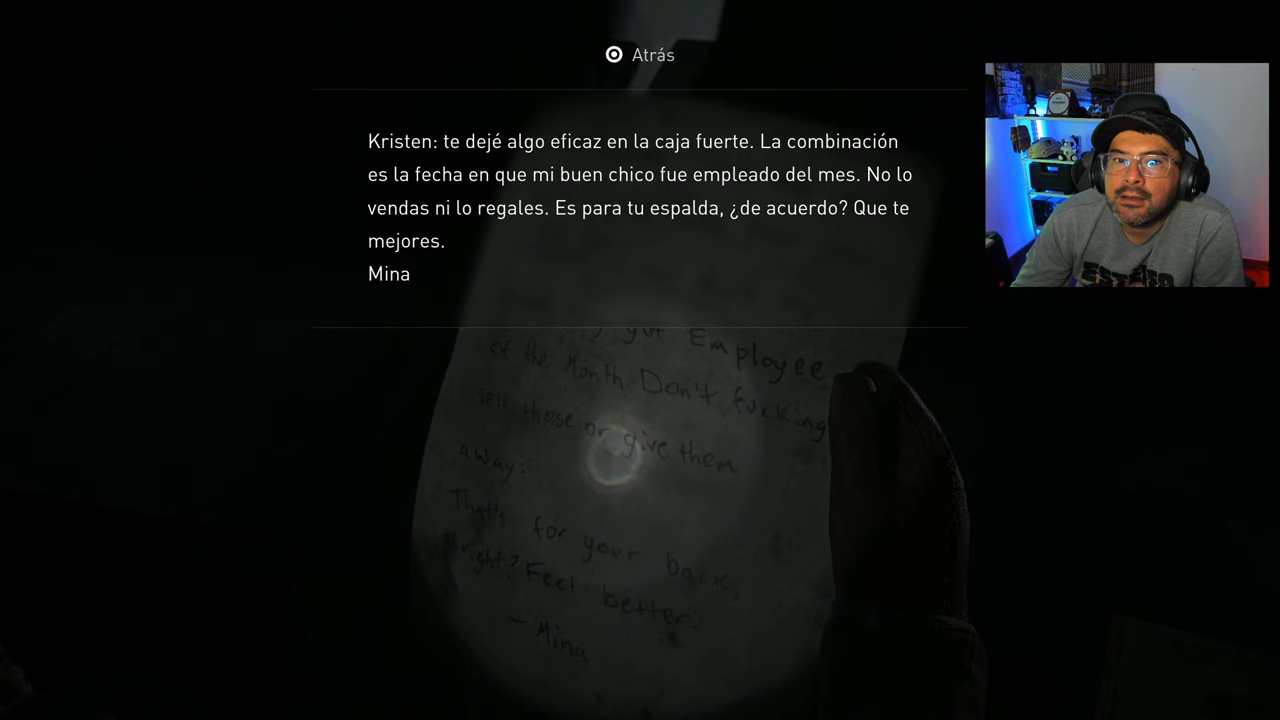 Atrás
Kristen: te dejé algo eficaz en la caja fuerte. La combinación
es la fecha en que mi buen chico fue empleado del mes. No lo
vendas ni lo regales. Es para tu espalda, ¿de acuerdo? Que te
mejores.
Mina
got Employee
of the Month. Don't fucking
sell those or give them
away.
That's for your back,
right? Feel better.
- Mina